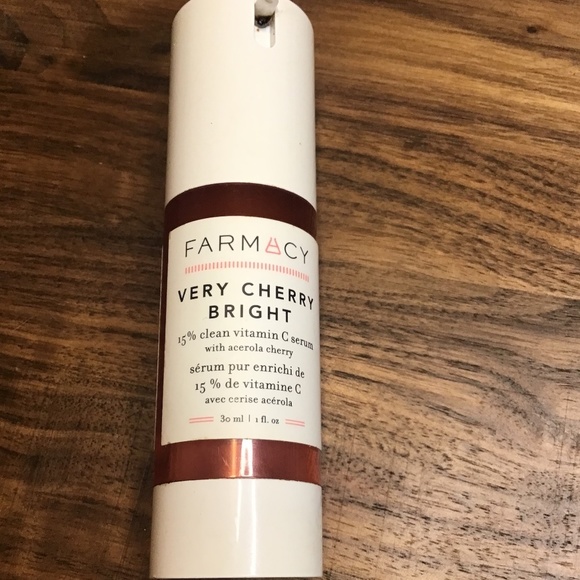 FARMACY
VERY CHERRY
BRIGHT
15% clean vitamin C serum
with acerola cherry
sérum pur enrichi de
15 % de vitamine C
avec cerise acérola
30 ml | 1 fl. oz